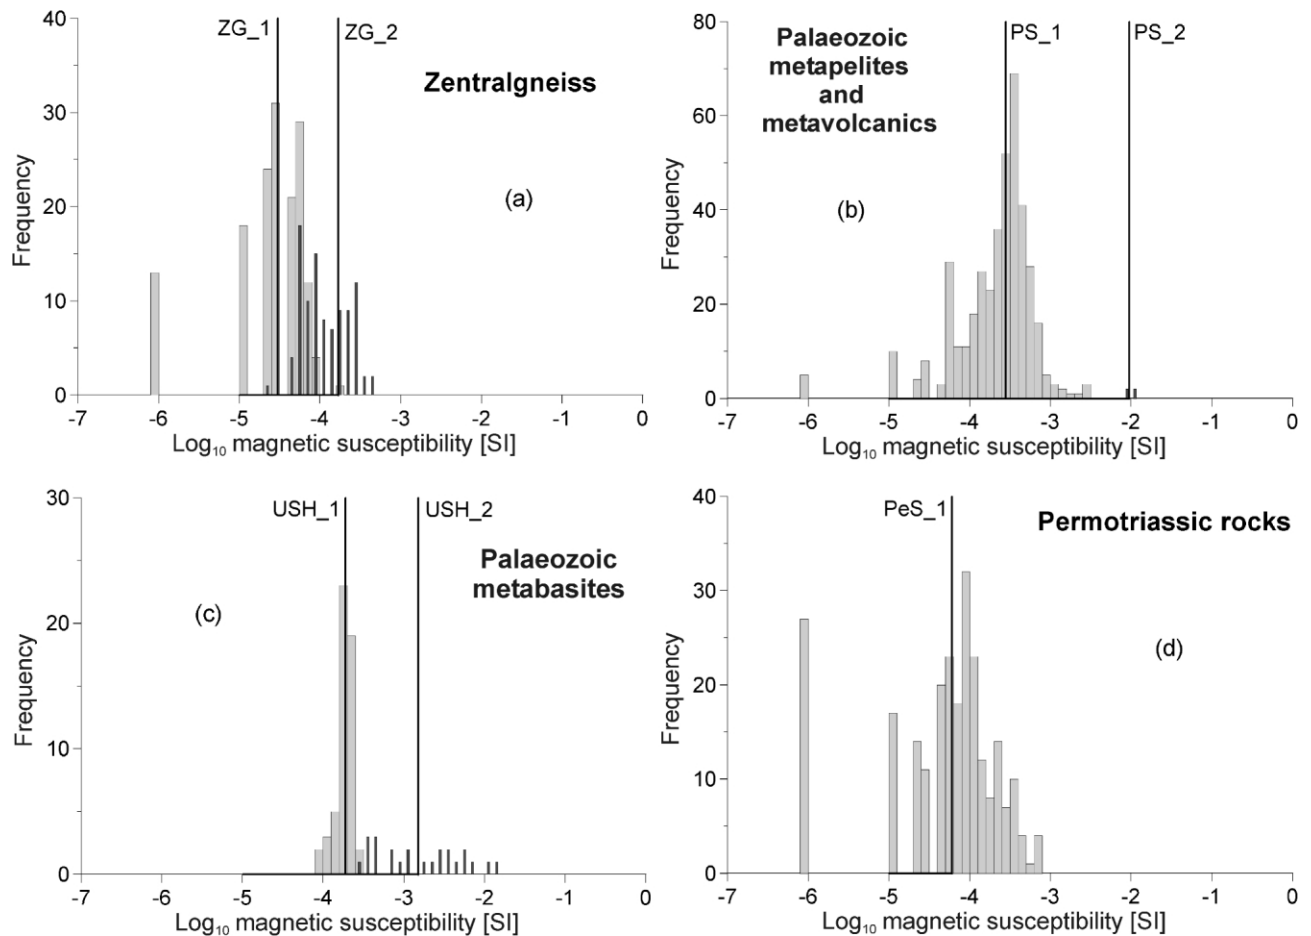 40
30
20
10
0
Frequency
ZG_1
ZG_2
Zentralgneiss
(a)
-7 -6 -5 -4 -3 -2 -1 0
Log10 magnetic susceptibility [SI]
80
60
40
20
0
Frequency
PS_1
PS_2
Palaeozoic
metapelites
and
metavolcanics
(b)
-7 -6 -5 -4 -3 -2 -1 0
Log10 magnetic susceptibility [SI]
30
20
10
0
Frequency
USH_1
USH_2
Palaeozoic
metabasites
(c)
-7 -6 -5 -4 -3 -2 -1 0
Log10 magnetic susceptibility [SI]
40
30
20
10
0
Frequency
PeS_1
Permotriassic rocks
(d)
-7 -6 -5 -4 -3 -2 -1 0
Log10 magnetic susceptibility [SI]